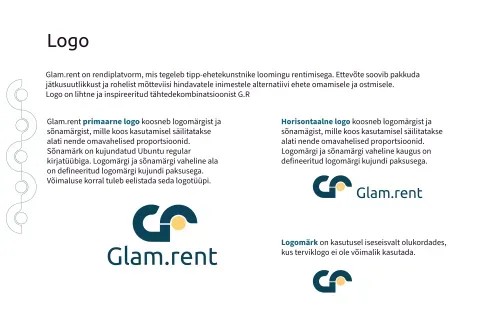 Logo
Glam.rent on rendiplatvorm, mis tegeleb tipp-ehetekunstnike loomingu rentimisega. Ettevõte soovib pakkuda
jätkusuutlikkust ja rohelist mõtteviisi hindavatele inimestele alternatiivi ehete omamisele ja ostmisele.
Logo on lihtne ja inspireeritud tähtedekombinatsioonist G.R
Glam.rent primaarne logo koosneb logomärgist ja
sõnamärgist, mille koos kasutamisel säilitatakse
alati nende omavahelised proportsioonid.
Sõnamärk on kujundatud Ubuntu regular
kirjatüübiga. Logomärgi ja sõnamärgi vaheline ala
on defineeritud logomärgi kujundi paksusega.
Võimaluse korral tuleb eelistada seda logotüüpi.
Glam.rent
Horisontaalne logo koosneb logomärgist ja
sõnamägist, mille koos kasutamisel säilitatakse
alati nende omavahelised proportsioonid.
Logomärgi ja sõnamärgi vaheline kaugus on
defineeritud logomärgi kujundi paksusega.
Glam.rent
Logomärk on kasutusel iseseisvalt olukordades,
kus terviklogo ei ole võimalik kasutada.